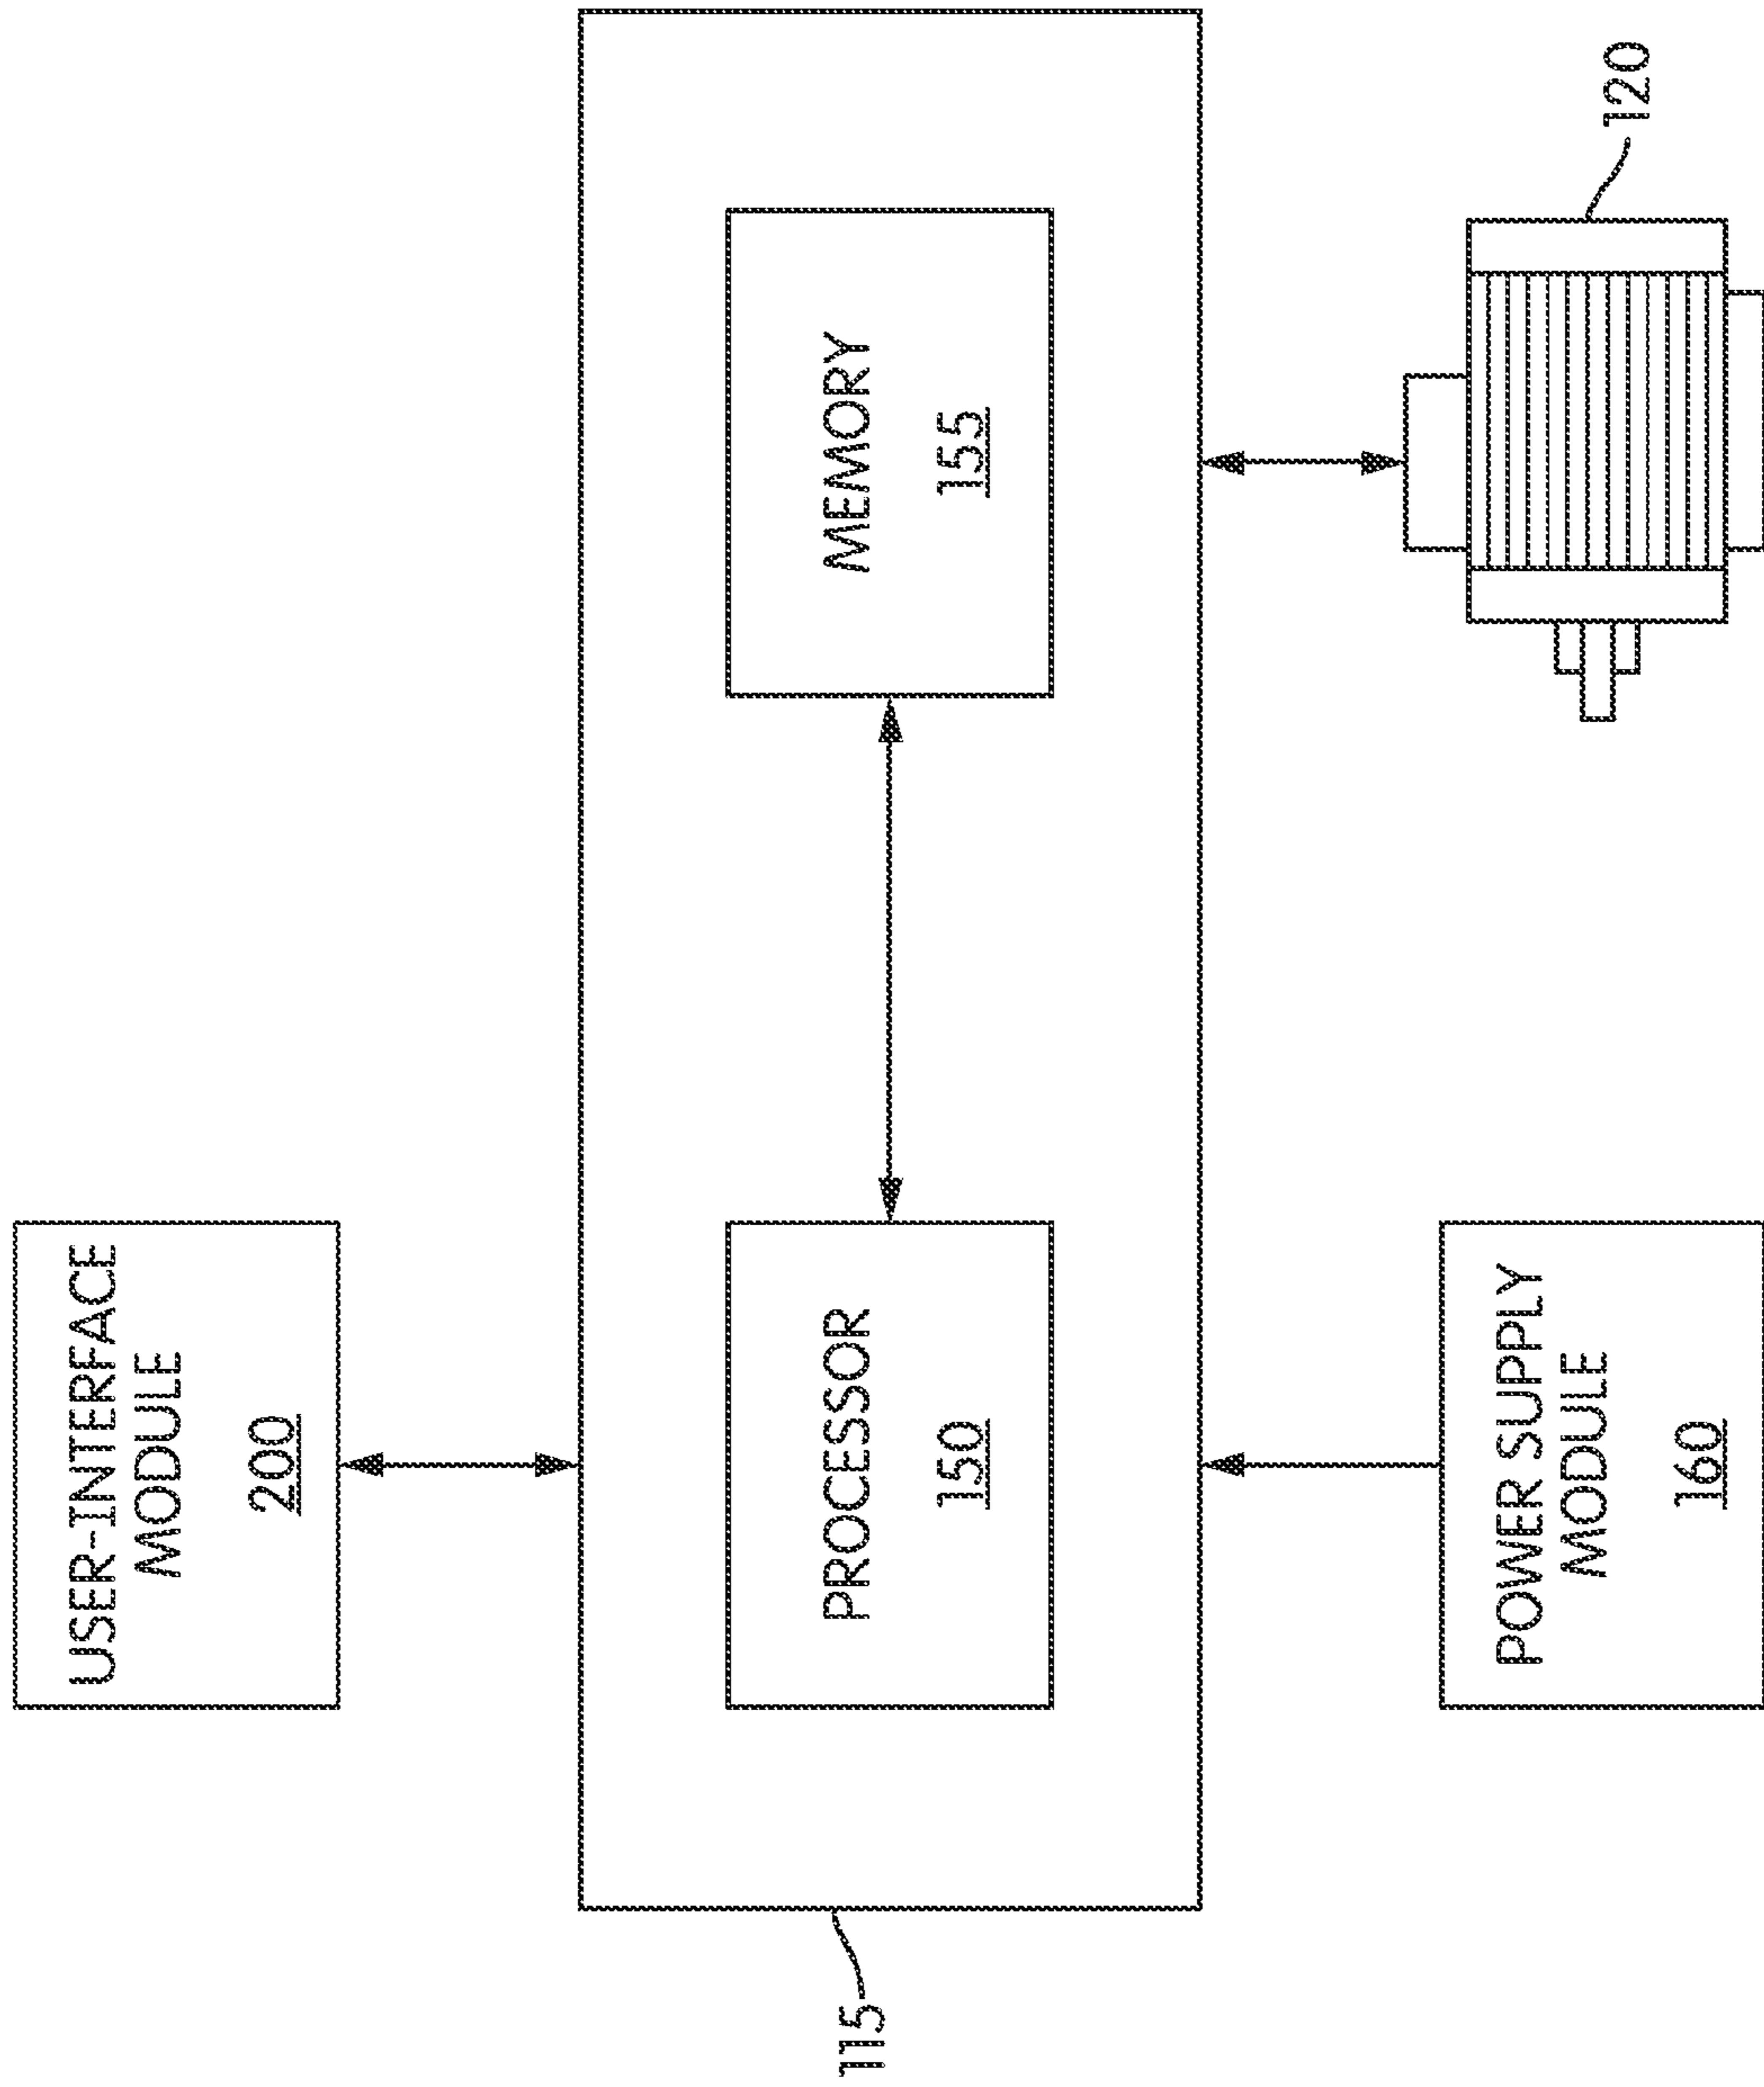 USER-INTERFACE
MODULE
200
115
PROCESSOR
150
MEMORY
155
POWER SUPPLY
MODULE
160
120